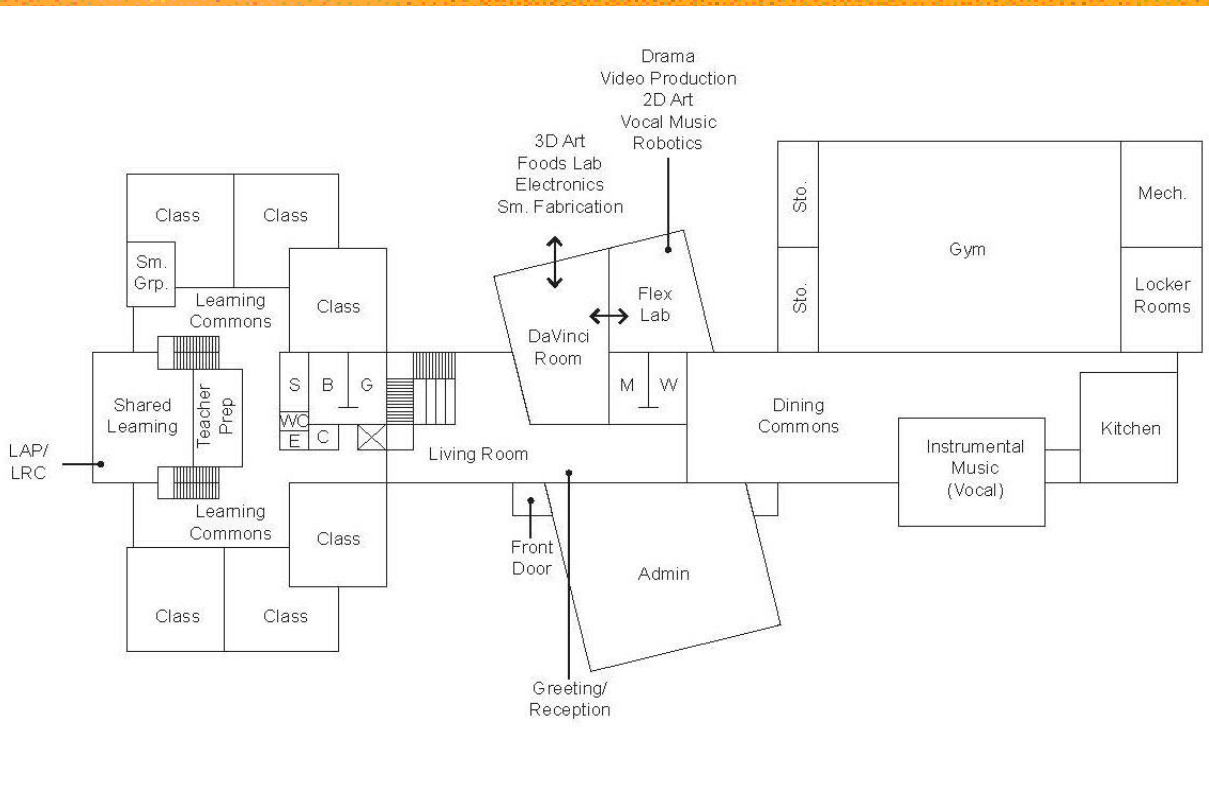 Drama
Video Production
2D Art
Vocal Music
Robotics
3D Art
Foods Lab
Electronics
Sm. Fabrication
Class
Class
Sm.
Grp.
Learning
Commons
Class
Sto.
Sto.
Gym
Mech.
Locker
Rooms
Flex
Lab
DaVinci
Room
S
B
G
M
W
WC
E
C
Shared
Learning
Teacher
Prep
LAP/
LRC
Living Room
Dining
Commons
Instrumental
Music
(Vocal)
Kitchen
Learning
Commons
Class
Front
Door
Admin
Class
Class
Greeting/
Reception